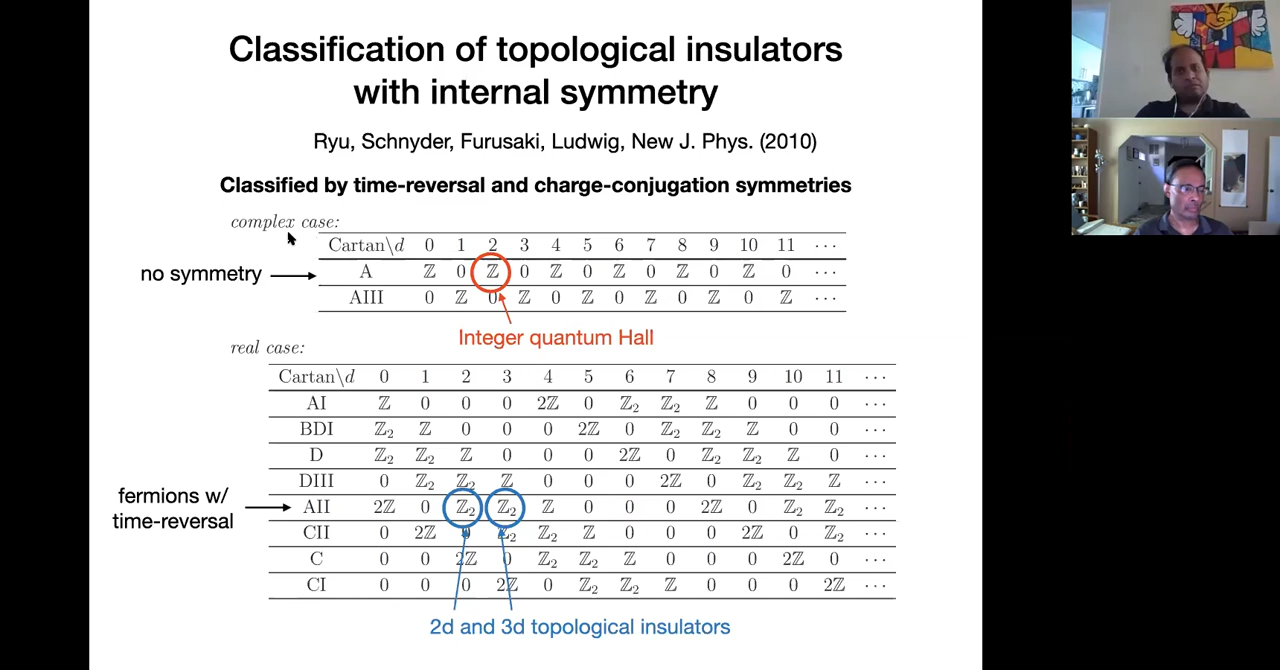 Classification of topological insulators
with internal symmetry
Ryu, Schnyder, Furusaki, Ludwig, New J. Phys. (2010)
Classified by time-reversal and charge-conjugation symmetries
complex case:
Cartan\d 0 1 2 3 4 5 6 7 8 9 10 11 ⋯
no symmetry
A ℤ 0 ℤ 0 ℤ 0 ℤ 0 ℤ 0 ℤ 0 ⋯
AIII 0 ℤ 0 ℤ 0 ℤ 0 ℤ 0 ℤ 0 ℤ ⋯
Integer quantum Hall
real case:
Cartan\d 0 1 2 3 4 5 6 7 8 9 10 11 ⋯
AI ℤ 0 0 0 2ℤ 0 ℤ₂ ℤ₂ ℤ 0 0 0 ⋯
BDI ℤ₂ ℤ 0 0 0 2ℤ 0 ℤ₂ ℤ₂ ℤ 0 0 ⋯
D ℤ₂ ℤ₂ ℤ 0 0 0 2ℤ 0 ℤ₂ ℤ₂ ℤ 0 ⋯
DIII 0 ℤ₂ ℤ₂ ℤ 0 0 0 2ℤ 0 ℤ₂ ℤ₂ ℤ ⋯
fermions w/
time-reversal
AII 2ℤ 0 ℤ₂ ℤ₂ ℤ 0 0 0 2ℤ 0 ℤ₂ ℤ₂ ⋯
CII 0 2ℤ 0 ℤ₂ ℤ₂ ℤ 0 0 0 2ℤ 0 ℤ₂ ⋯
C 0 0 2ℤ 0 ℤ₂ ℤ₂ ℤ 0 0 0 2ℤ 0 ⋯
CI 0 0 0 2ℤ 0 ℤ₂ ℤ₂ ℤ 0 0 0 2ℤ ⋯
2d and 3d topological insulators